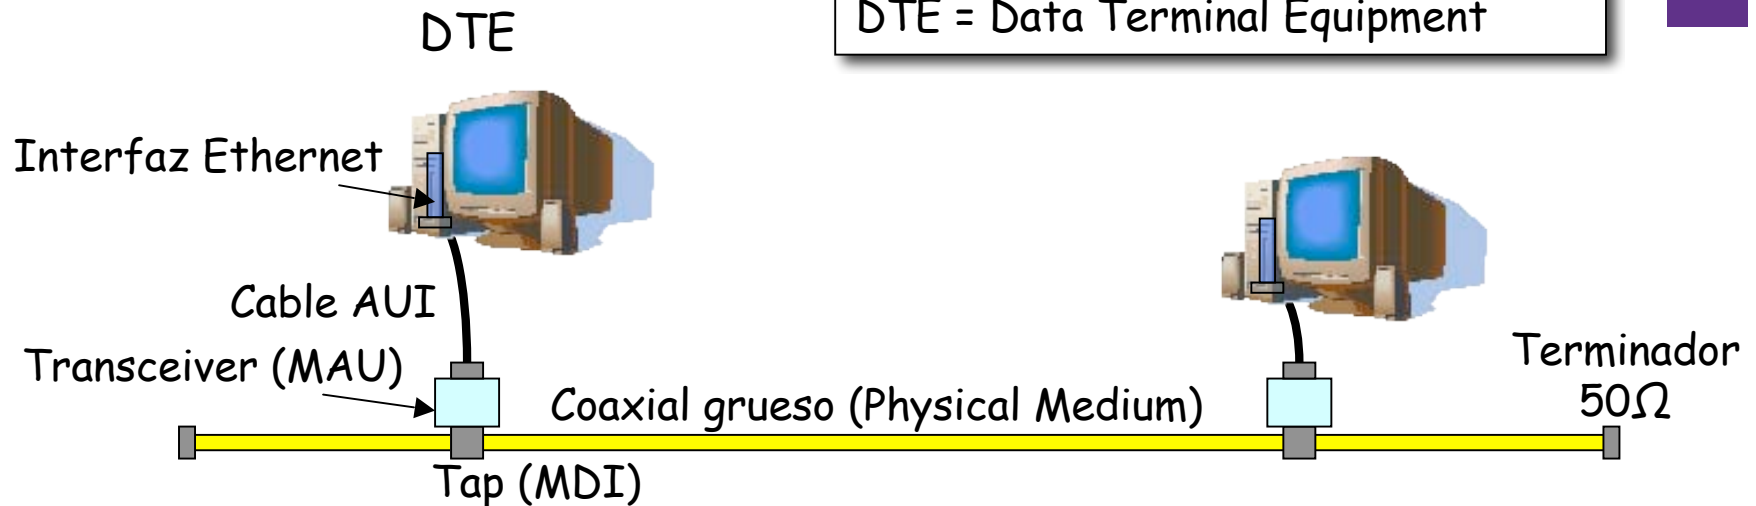 DTE = Data Terminal Equipment
DTE
Interfaz Ethernet
Cable AUI
Transceiver (MAU)
Coaxial grueso (Physical Medium)
Terminador
50Ω
Tap (MDI)